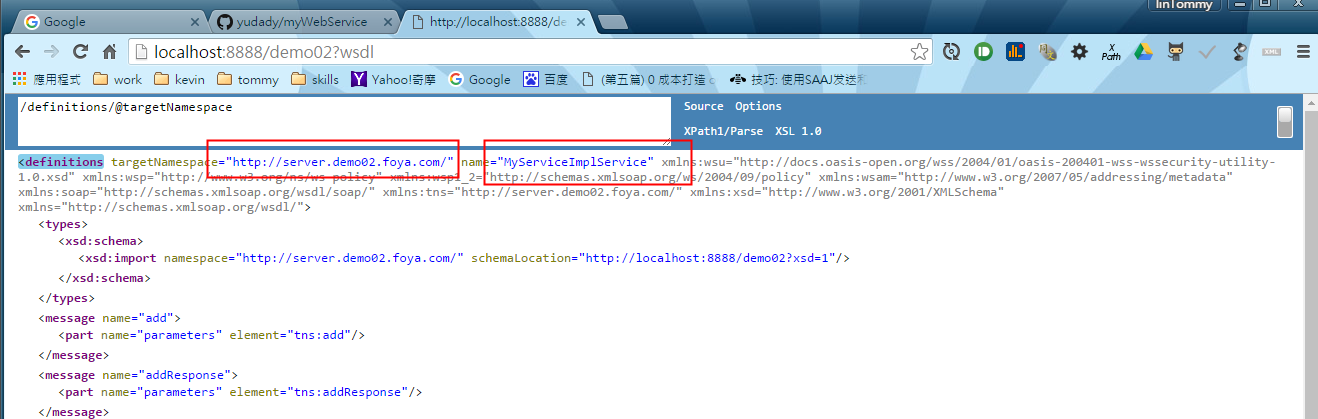 linTommy
Google
yudady/myWebService
http://localhost:8888/de
localhost:8888/demo02?wsdl
X Path
XML
應用程式
work
kevin
tommy
skills
Yahoo!奇摩
Google
百度
(第五篇) 0 成本打造
技巧: 使用SAAJ发送和
/definitions/@targetNamespace
Source Options
XPath1/Parse XSL 1.0
<definitions targetNamespace="http://server.demo02.foya.com/" name="MyServiceImplService" xmlns:wsu="http://docs.oasis-open.org/wss/2004/01/oasis-200401-wss-wssecurity-utility-
1.0.xsd" xmlns:wsp="http://www.w3.org/ns/ws-policy" xmlns:wsp1_2="http://schemas.xmlsoap.org/ws/2004/09/policy" xmlns:wsam="http://www.w3.org/2007/05/addressing/metadata"
xmlns:soap="http://schemas.xmlsoap.org/wsdl/soap/" xmlns:tns="http://server.demo02.foya.com/" xmlns:xsd="http://www.w3.org/2001/XMLSchema"
xmlns="http://schemas.xmlsoap.org/wsdl/">
<types>
<xsd:schema>
<xsd:import namespace="http://server.demo02.foya.com/" schemaLocation="http://localhost:8888/demo02?xsd=1"/>
</xsd:schema>
</types>
<message name="add">
<part name="parameters" element="tns:add"/>
</message>
<message name="addResponse">
<part name="parameters" element="tns:addResponse"/>
</message>